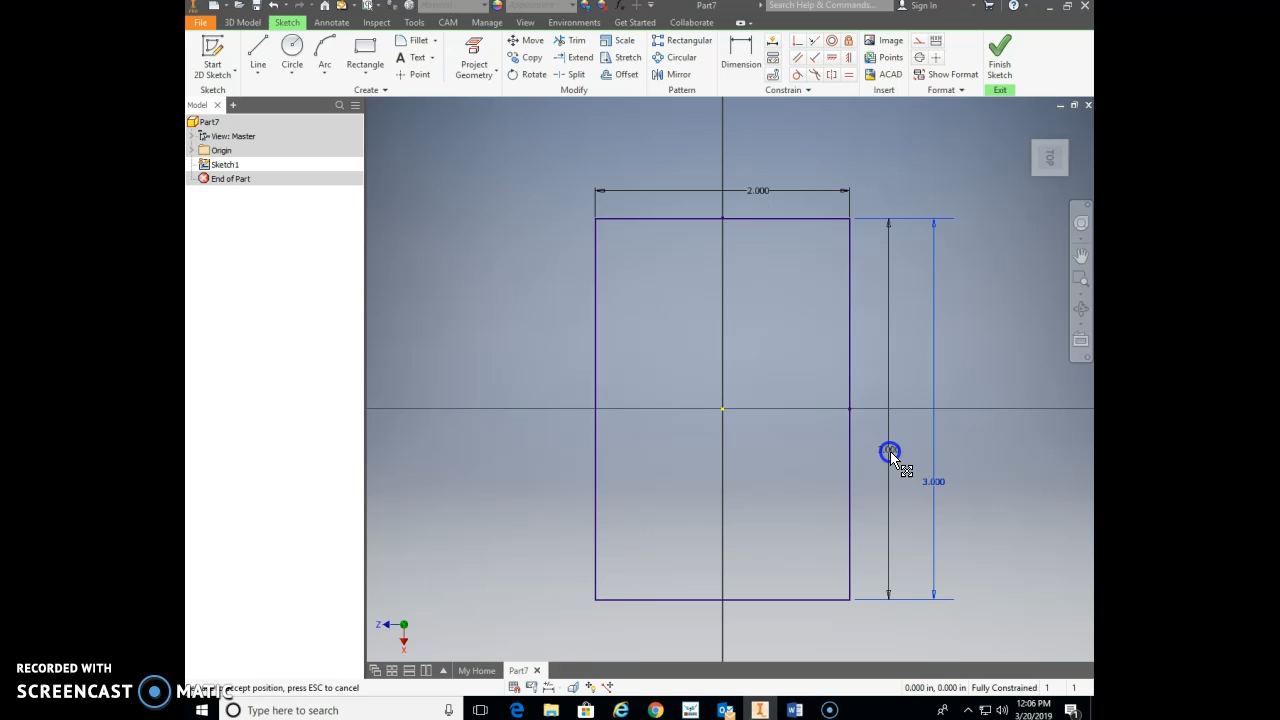 PRO
Material
Appearance
Part7
Search Help & Commands...
Sign In
File
3D Model
Sketch
Annotate
Inspect
Tools
CAM
Manage
View
Environments
Get Started
Collaborate
Start
2D Sketch
Line
Circle
Arc
Rectangle
Fillet
Text
Point
Project
Geometry
Move
Copy
Rotate
Trim
Extend
Split
Scale
Stretch
Offset
Rectangular
Circular
Mirror
Dimension
Image
Points
ACAD
Show Format
Finish
Sketch
Sketch
Create
Modify
Pattern
Constrain
Insert
Format
Exit
Model
Part7
View: Master
Origin
Sketch1
End of Part
TOP
2.000
3.000
Z
X
My Home
Part7
accept position, press ESC to cancel
0.000 in, 0.000 in
Fully Constrained
1
1
RECORDED WITH
SCREENCAST MATIC
Type here to search
12:06 PM
3/20/2019